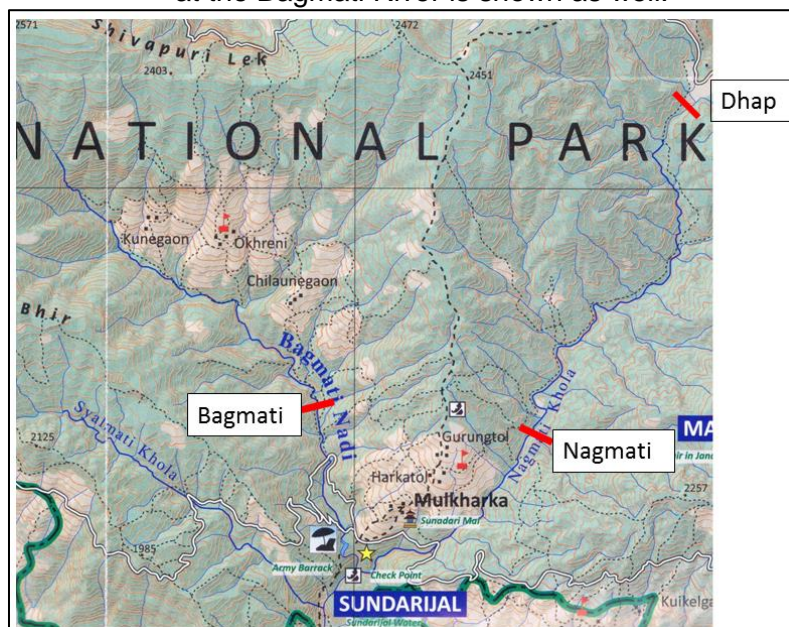 at the Bagmati River is shown as well.
2571
Shivapuri Lek
2403
2472
2451
Dhap
NATIONAL PARK
Kunegaon
Okhreni
Chilaunegaon
Bhir
Bagmati Nadi
Bagmati
Syalmati Khola
2125
Gurungtol
Nagmati Khola
Nagmati
MA
Harkatol
Mulkharka
Sunadari Mai
2257
1985
Army Barrack
Check Point
SUNDARIJAL
Kuikelga